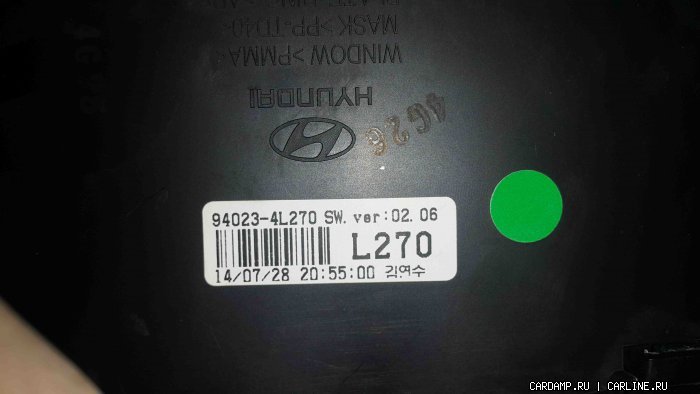 WINDOW >PMMA<
MASK >PP-TD40<
HYUNDAI
4G26
94023-4L270 SW. ver:02.06
L270
14/07/28 20:55:00 김연수
CARDAMP.RU | CARLINE.RU